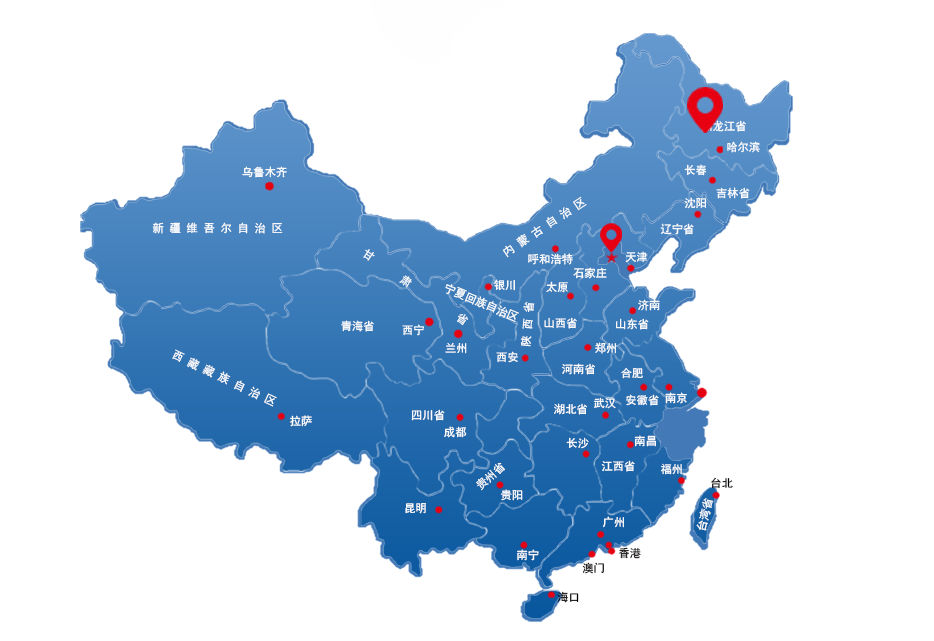 龙江省
哈尔滨
长春
乌鲁木齐
吉林省
内蒙古自治区
沈阳
新疆维吾尔自治区
辽宁省
甘
呼和浩特
天津
石家庄
肃
银川
太原
宁夏回族自治区
济南
省
陕西省
山西省
山东省
青海省
西宁
兰州
郑州
西安
西藏藏族自治区
河南省
合肥
安徽省
南京
拉萨
四川省
湖北省
武汉
成都
长沙
南昌
江西省
贵州省
福州
台北
贵阳
昆明
台湾省
广州
南宁
香港
澳门
海口